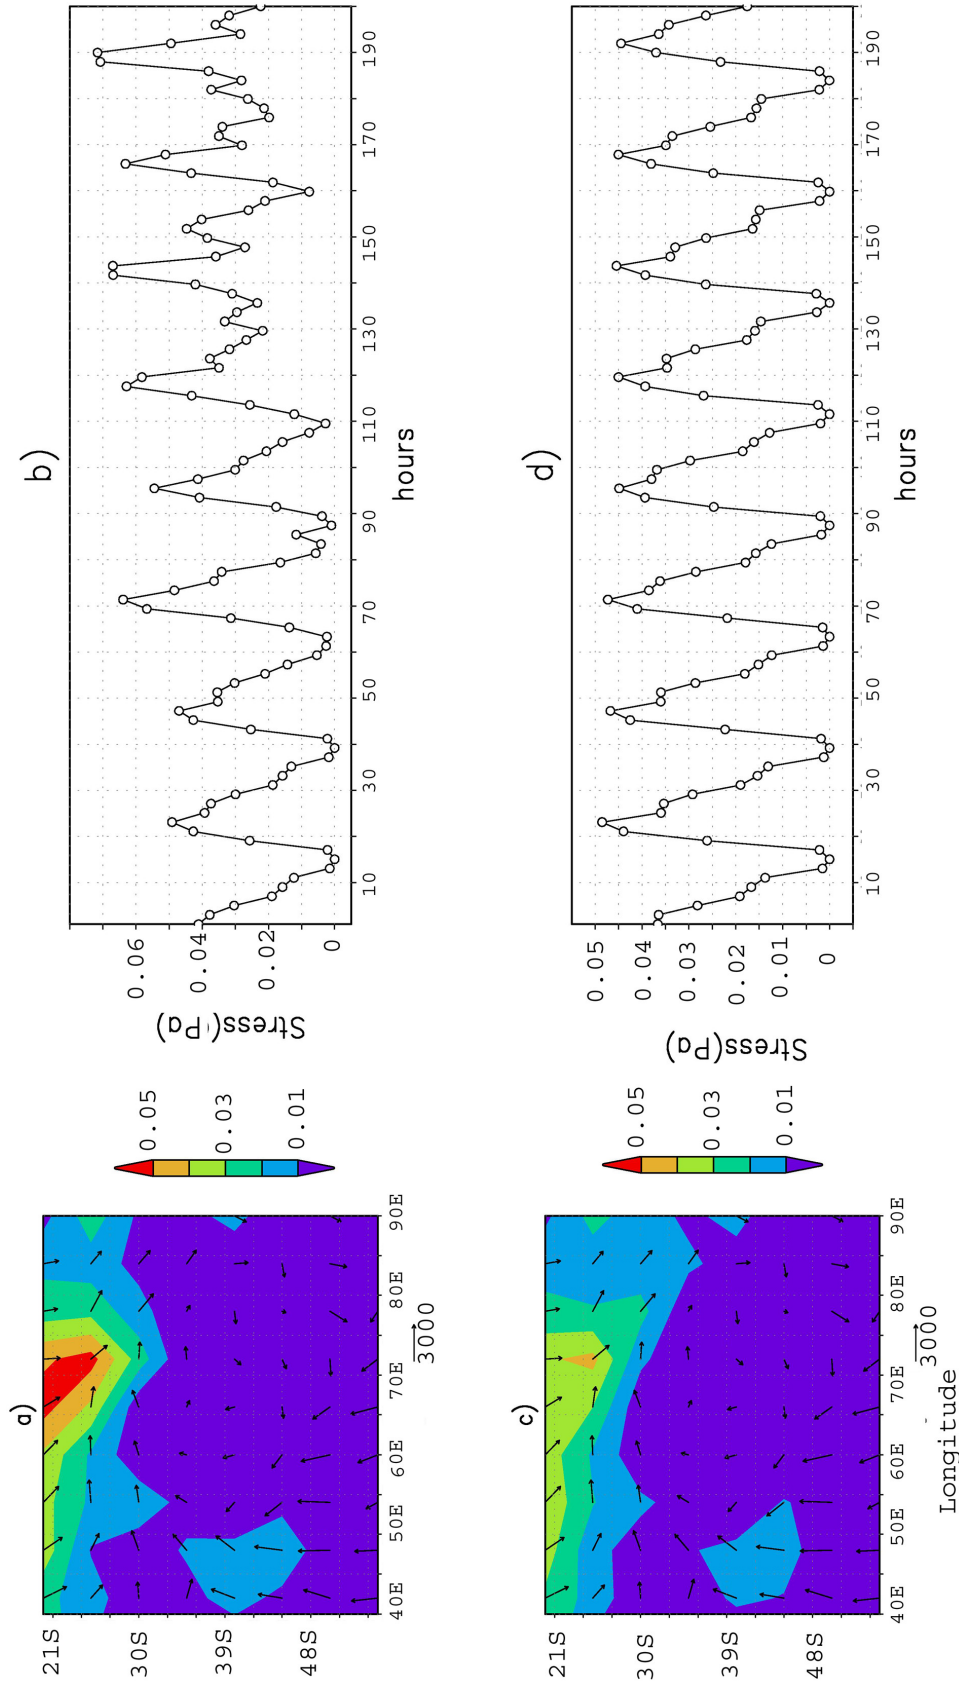 a)
21S
30S
39S
48S
40E 50E 60E 70E 80E 90E
3000
0.05
0.03
0.01
b)
Stress(Pa)
0.06
0.04
0.02
0
10 30 50 70 90 110 130 150 170 190
hours
c)
21S
30S
39S
48S
40E 50E 60E 70E 80E 90E
Longitude
3000
0.05
0.03
0.01
d)
Stress(Pa)
0.05
0.04
0.03
0.02
0.01
0
10 30 50 70 90 110 130 150 170 190
hours